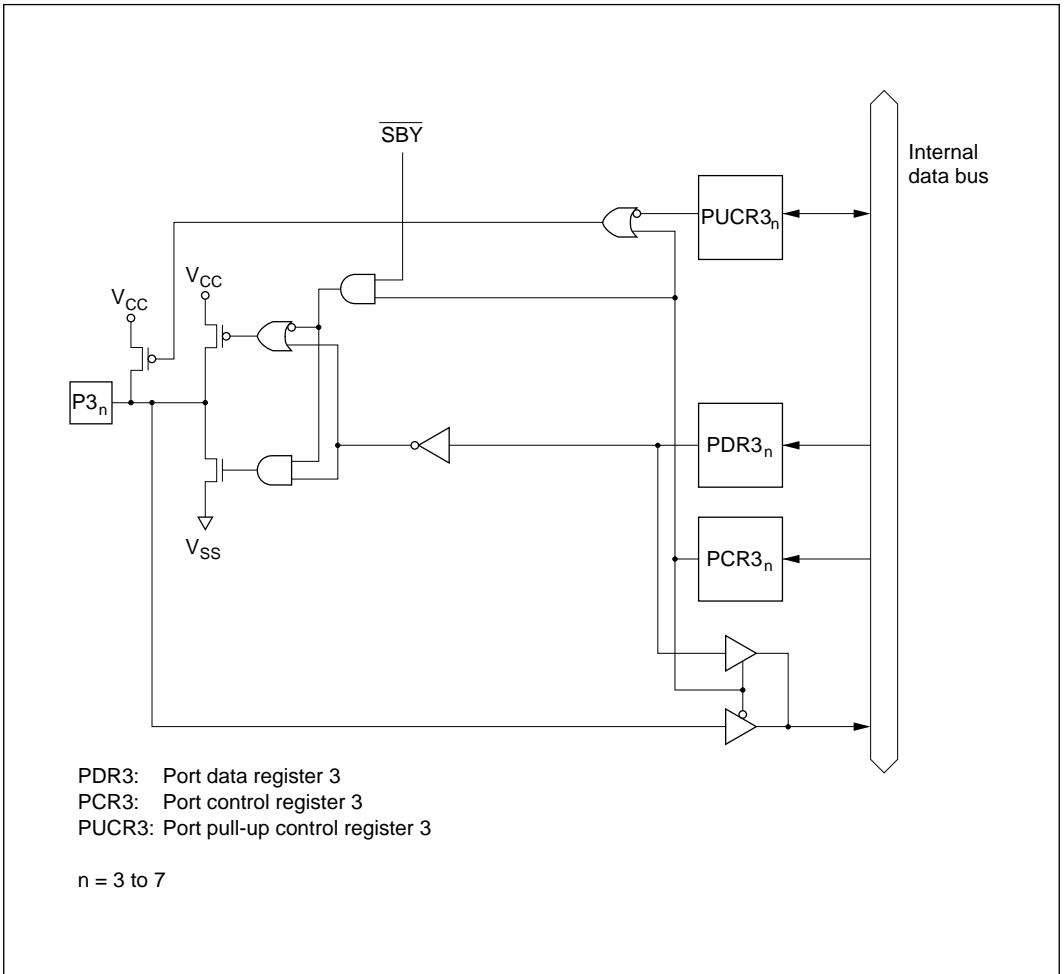 SBY
Internal
data bus
PUCR3n
VCC
VCC
P3n
PDR3n
VSS
PCR3n
PDR3: Port data register 3
PCR3: Port control register 3
PUCR3: Port pull-up control register 3
n = 3 to 7